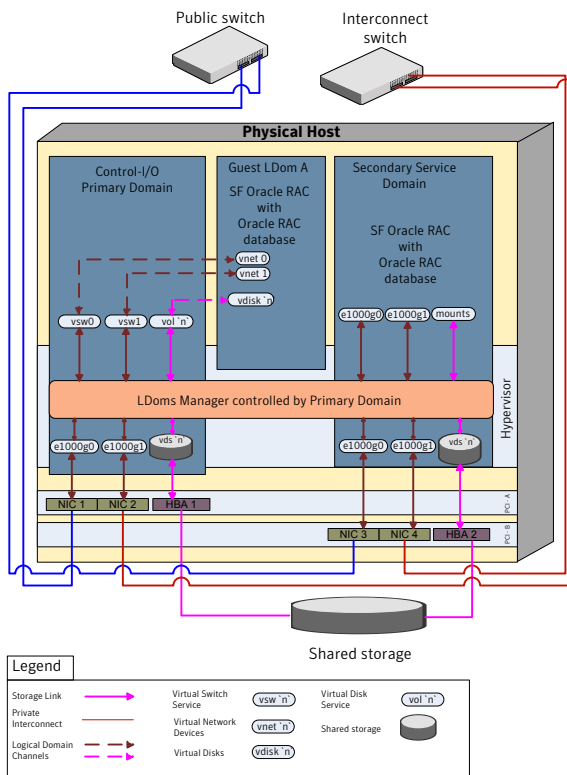 Public switch
Interconnect
switch
Physical Host
Control-I/O
Primary Domain
Guest LDom A
SF Oracle RAC
with
Oracle RAC
database
Secondary Service
Domain
SF Oracle RAC
with
Oracle RAC
database
vnet 0
vnet 1
vdisk `n`
vsw0
vsw1
vol `n`
e1000g0
e1000g1
mounts
LDoms Manager controlled by Primary Domain
Hypervisor
e1000g0
e1000g1
vds `n`
e1000g0
e1000g1
vds `n`
NIC 1
NIC 2
HBA 1
PCI - A
NIC 3
NIC 4
HBA 2
PCI - B
Shared storage
Legend
Storage Link
Private
Interconnect
Logical Domain
Channels
Virtual Switch
Service
vsw `n`
Virtual Network
Devices
vnet `n`
Virtual Disks
vdisk `n`
Virtual Disk
Service
vol `n`
Shared storage